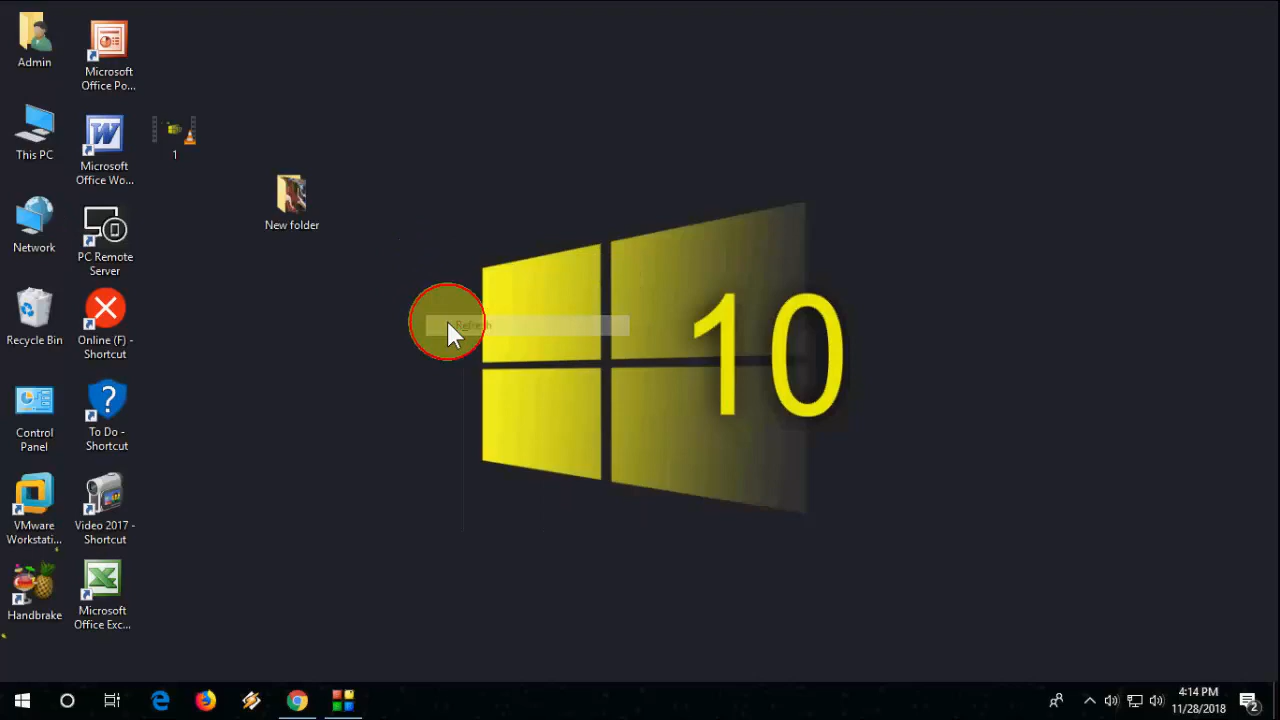 Admin
Microsoft
Office Po...
This PC
Microsoft
Office Wo...
1
Network
PC Remote
Server
New folder
Recycle Bin
Online (F) -
Shortcut
Refresh
10
Control
Panel
To Do -
Shortcut
VMware
Workstati...
Video 2017 -
Shortcut
Handbrake
Microsoft
Office Exc...
4:14 PM
11/28/2018
2